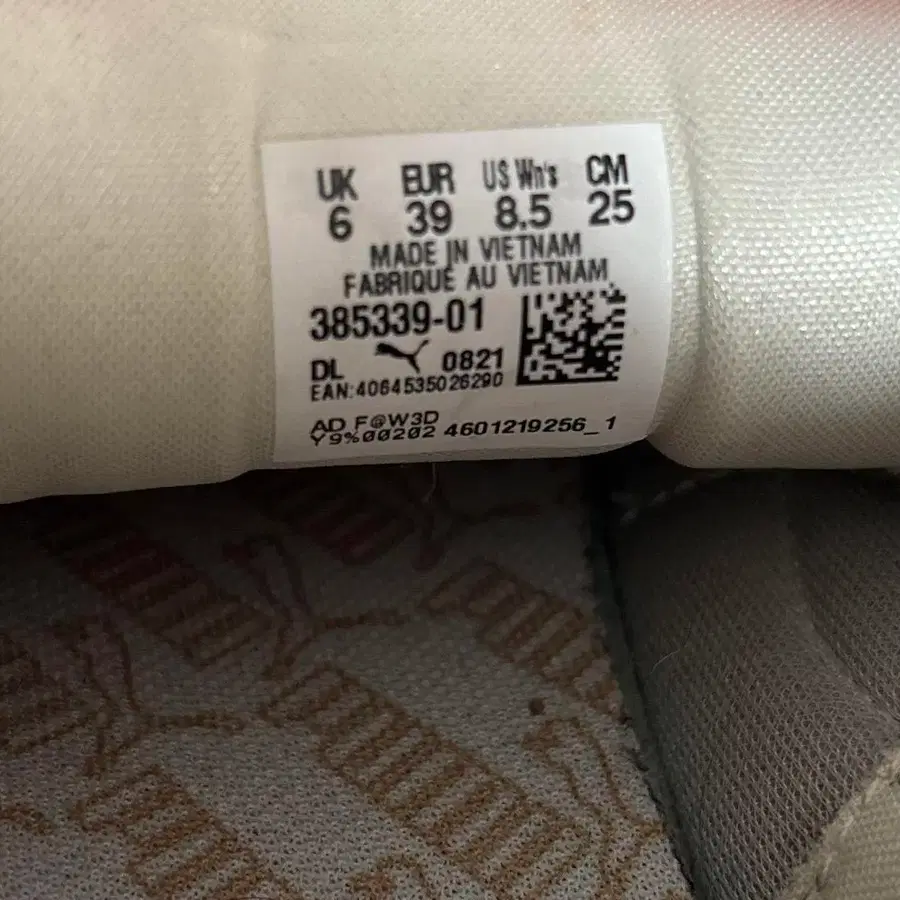 UK EUR US Wn's CM
6 39 8.5 25
MADE IN VIETNAM
FABRIQUÉ AU VIETNAM
385339-01
DL 0821
EAN:4064535026290
AD F@W3D
Y9%00202 4601219256_1